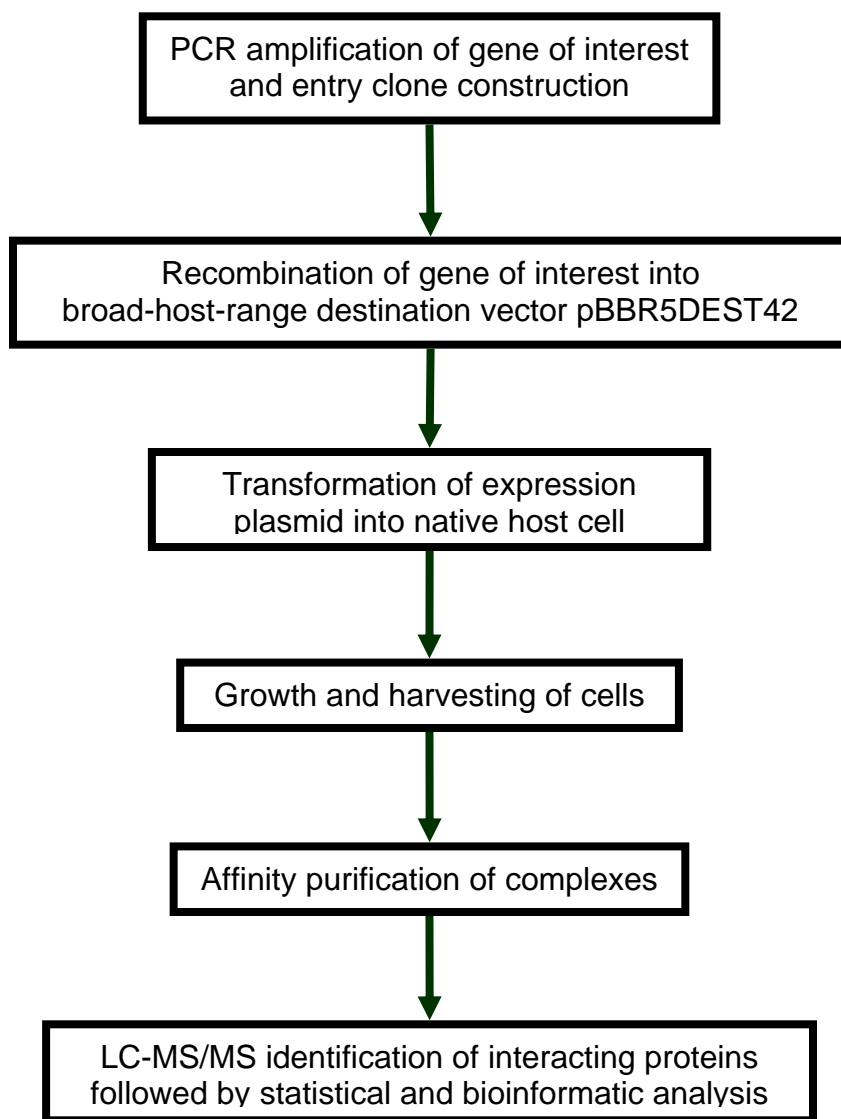 PCR amplification of gene of interest
and entry clone construction
Recombination of gene of interest into
broad-host-range destination vector pBBR5DEST42
Transformation of expression
plasmid into native host cell
Growth and harvesting of cells
Affinity purification of complexes
LC-MS/MS identification of interacting proteins
followed by statistical and bioinformatic analysis